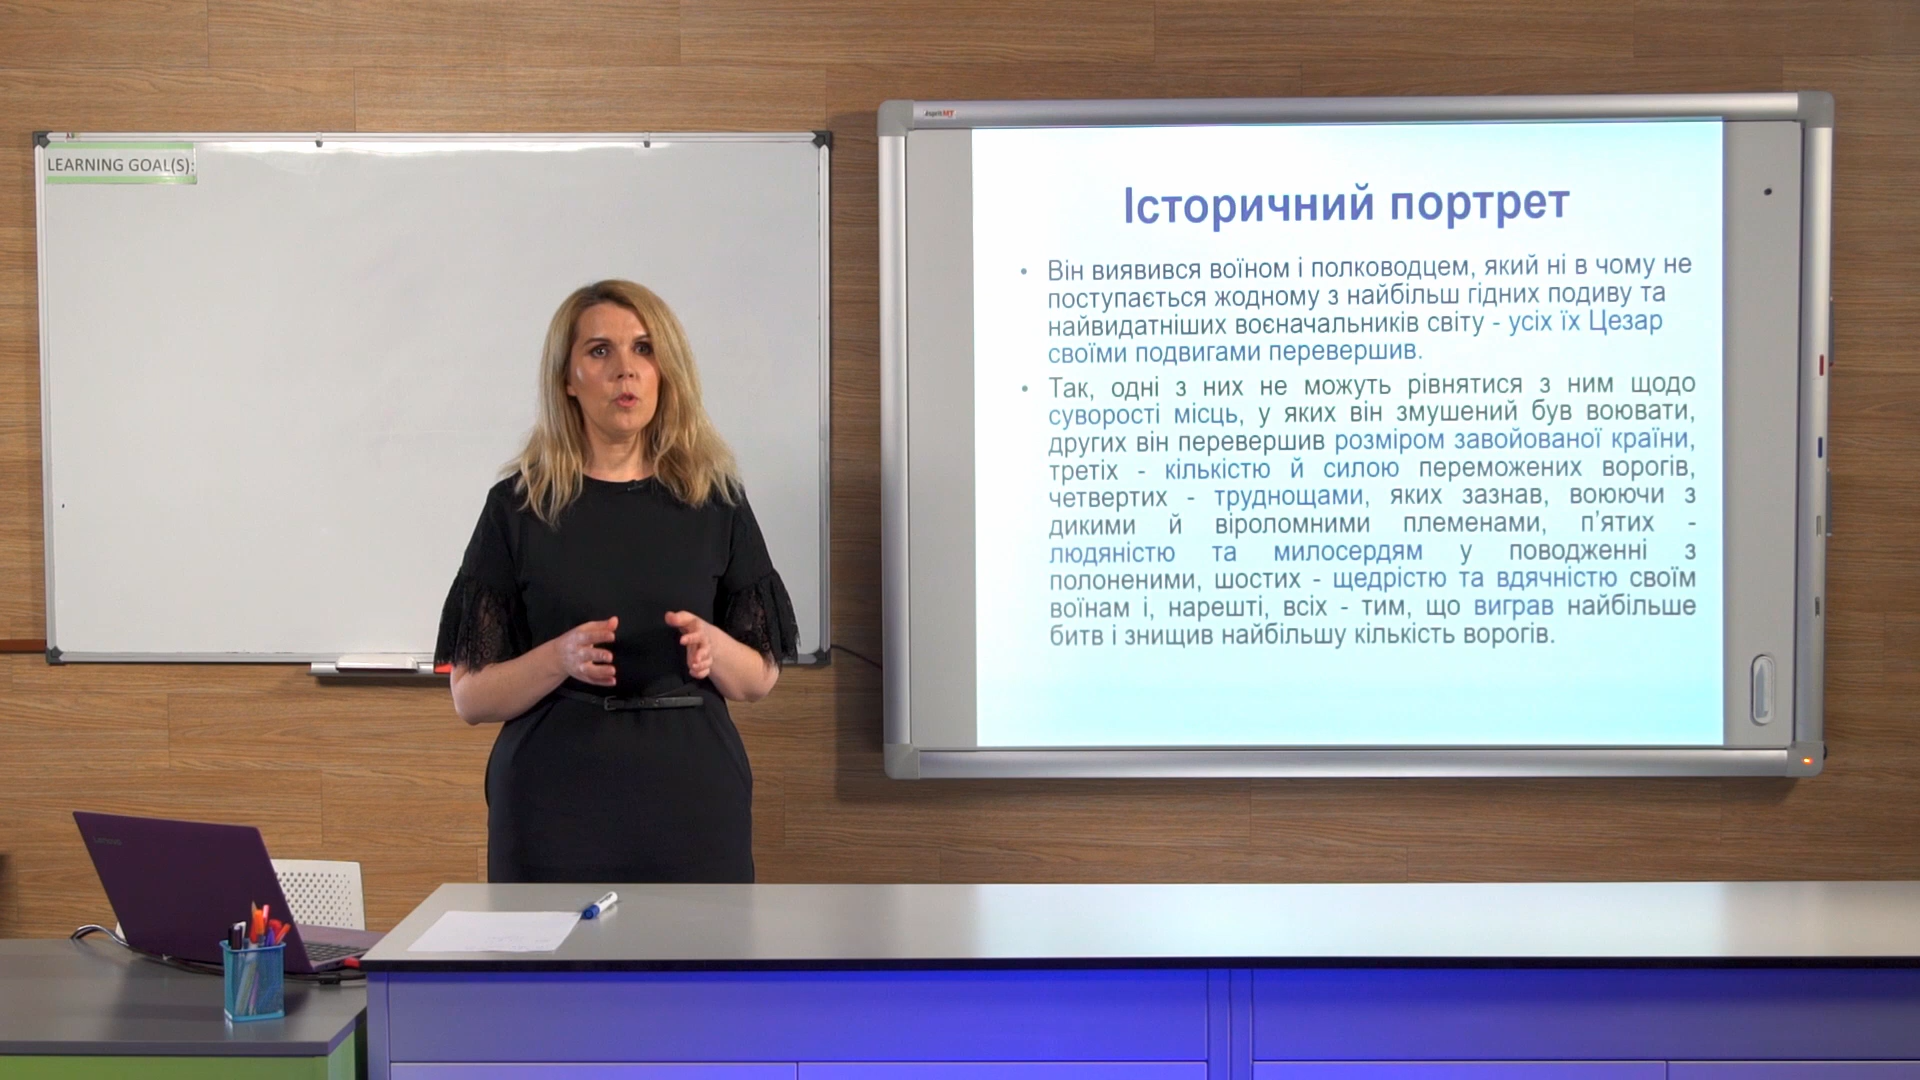 LEARNING GOAL(S):
Історичний портрет
• Він виявився воїном і полководцем, який ні в чому не
поступається жодному з найбільш гідних подиву та
найвидатніших воєначальників світу - усіх їх Цезар
своїми подвигами перевершив.
• Так, одні з них не можуть рівнятися з ним щодо
суворості місць, у яких він змушений був воювати,
других він перевершив розміром завойованої країни,
третіх - кількістю й силою переможених ворогів,
четвертих - труднощами, яких зазнав, воюючи з
дикими й віроломними племенами, п'ятих -
людяністю та милосердям у поводженні з
полоненими, шостих - щедрістю та вдячністю своїм
воїнам і, нарешті, всіх - тим, що виграв найбільше
битв і знищив найбільшу кількість ворогів.
Lenovo